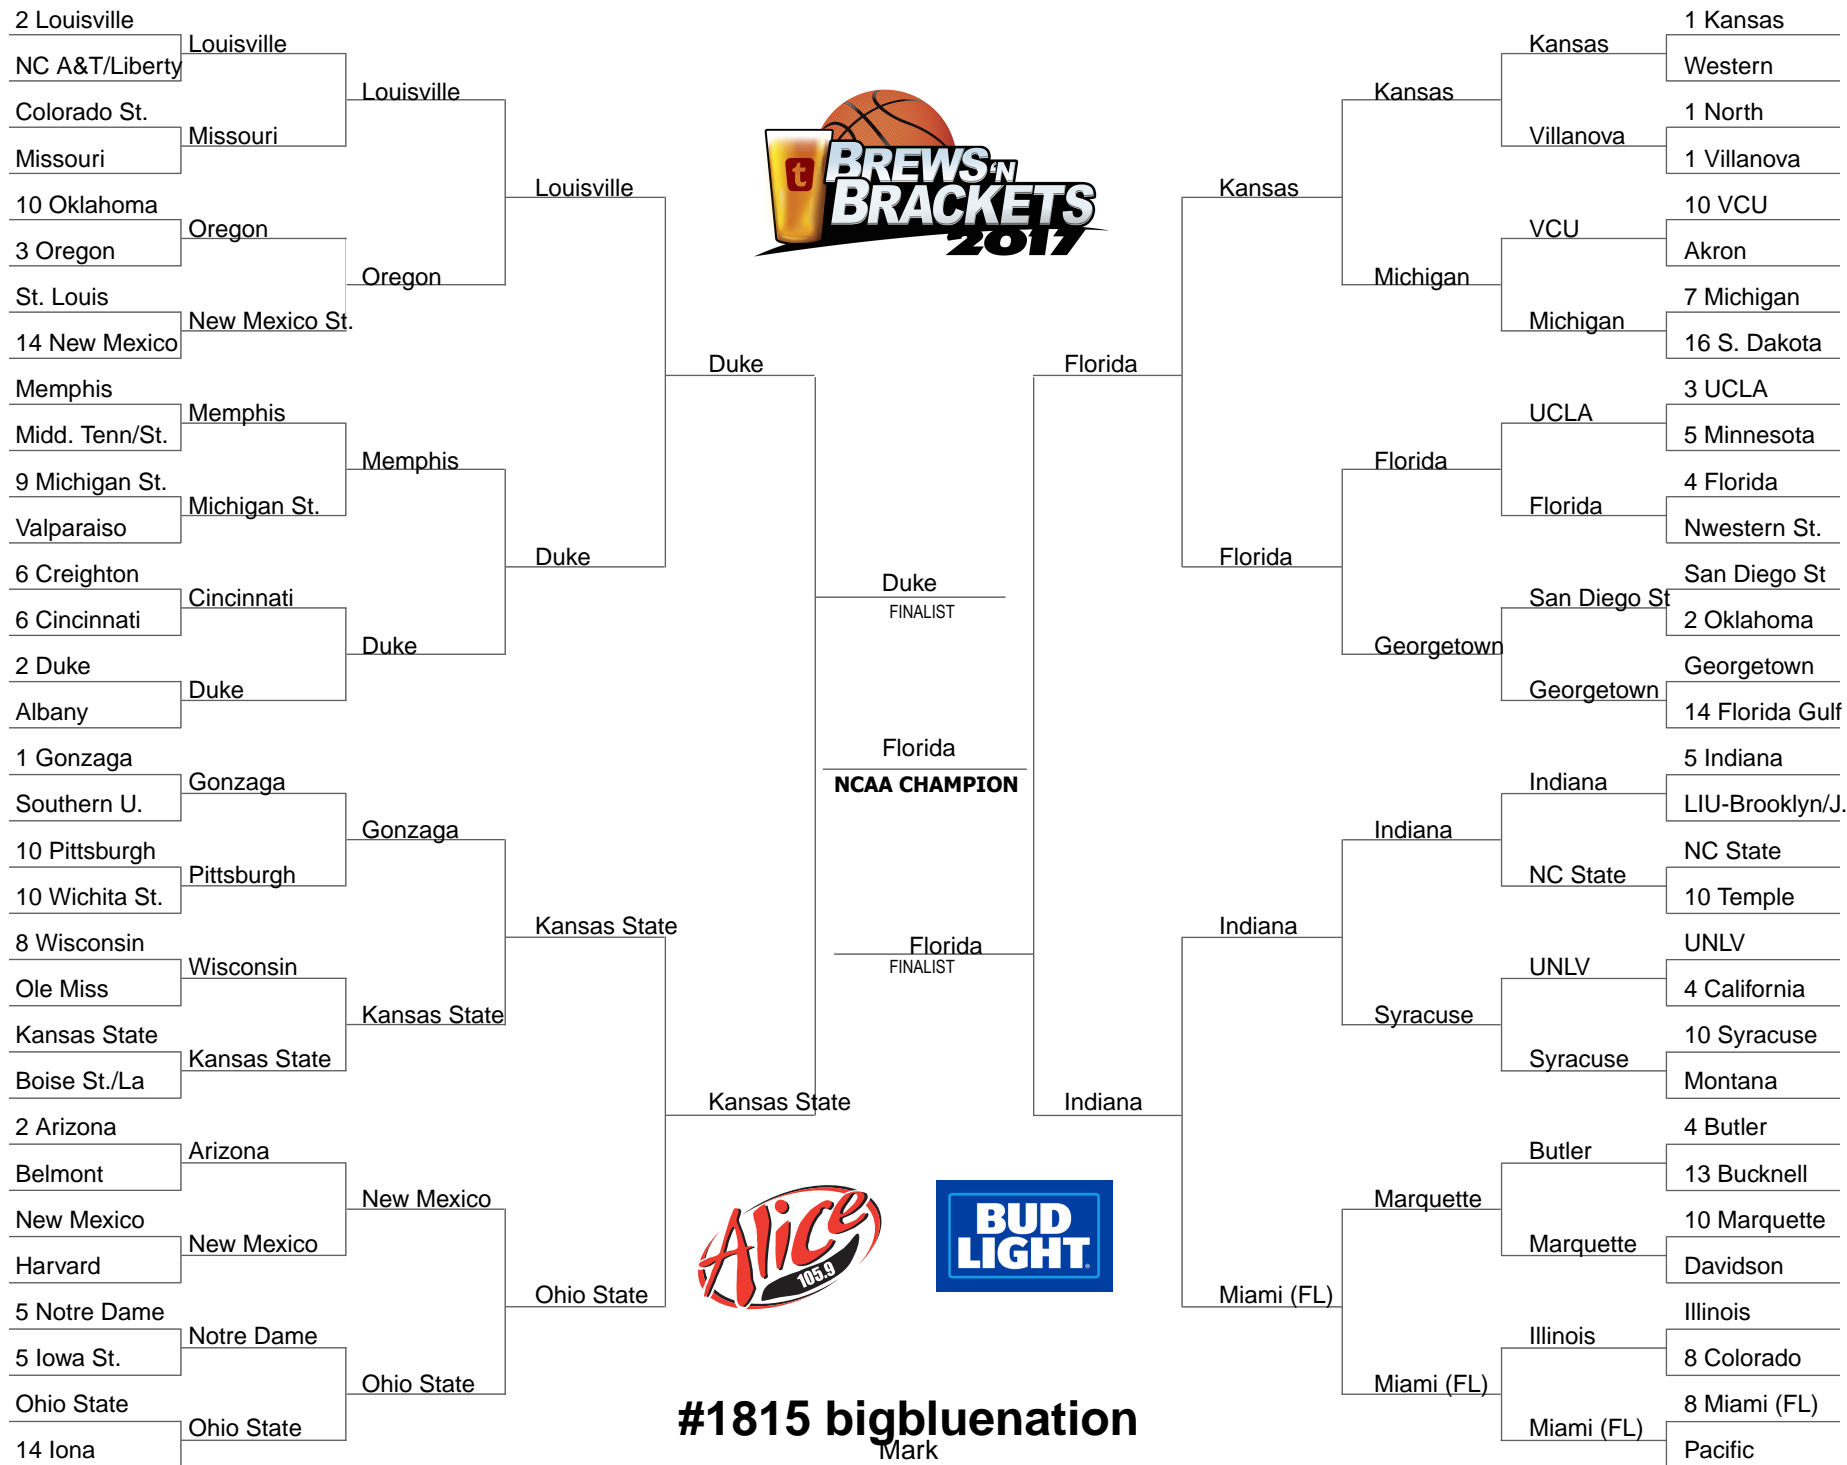 2 Louisville
NC A&T/Liberty
Colorado St.
Missouri
10 Oklahoma
3 Oregon
St. Louis
14 New Mexico
Memphis
Midd. Tenn/St.
9 Michigan St.
Valparaiso
6 Creighton
6 Cincinnati
2 Duke
Albany
1 Gonzaga
Southern U.
10 Pittsburgh
10 Wichita St.
8 Wisconsin
Ole Miss
Kansas State
Boise St./La
2 Arizona
Belmont
New Mexico
Harvard
5 Notre Dame
5 Iowa St.
Ohio State
14 Iona
Louisville
Missouri
Oregon
New Mexico St.
Memphis
Michigan St.
Cincinnati
Duke
Gonzaga
Pittsburgh
Wisconsin
Kansas State
Arizona
New Mexico
Notre Dame
Ohio State
Louisville
Oregon
Memphis
Duke
Gonzaga
Kansas State
New Mexico
Ohio State
Louisville
Duke
Kansas State
Ohio State
Duke
Kansas State
t
BREWS 'N
BRACKETS
2017
Duke
FINALIST
Florida
NCAA CHAMPION
Florida
FINALIST
Alice
105.9
BUD
LIGHT
#1815 bigbluenation
Mark
Florida
Indiana
Kansas
Florida
Indiana
Miami (FL)
Kansas
Michigan
Florida
Georgetown
Indiana
Syracuse
Marquette
Miami (FL)
Kansas
Villanova
VCU
Michigan
UCLA
Florida
San Diego St
Georgetown
Indiana
NC State
UNLV
Syracuse
Butler
Marquette
Illinois
Miami (FL)
1 Kansas
Western
1 North
1 Villanova
10 VCU
Akron
7 Michigan
16 S. Dakota
3 UCLA
5 Minnesota
4 Florida
Nwestern St.
San Diego St
2 Oklahoma
Georgetown
14 Florida Gulf
5 Indiana
LIU-Brooklyn/J.
NC State
10 Temple
UNLV
4 California
10 Syracuse
Montana
4 Butler
13 Bucknell
10 Marquette
Davidson
Illinois
8 Colorado
8 Miami (FL)
Pacific